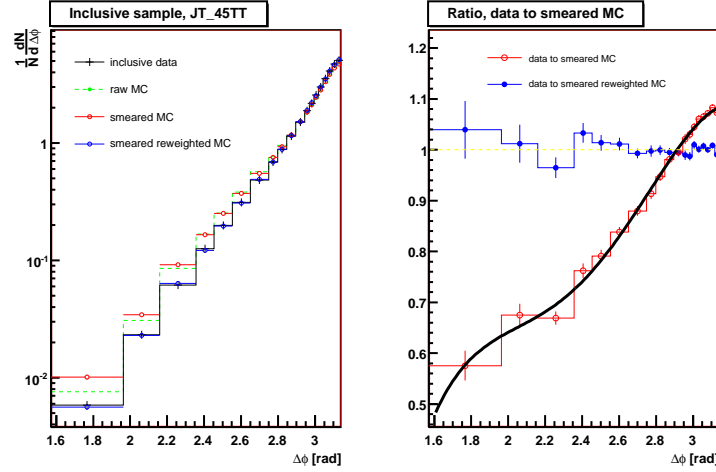 Inclusive sample, JT_45TT
1/N dN/dΔϕ
inclusive data
raw MC
smeared MC
smeared reweighted MC
1
10⁻¹
10⁻²
1.6 1.8 2 2.2 2.4 2.6 2.8 3
Δϕ [rad]
Ratio, data to smeared MC
data to smeared MC
data to smeared reweighted MC
1.2
1.1
1
0.9
0.8
0.7
0.6
0.5
1.6 1.8 2 2.2 2.4 2.6 2.8 3
Δϕ [rad]